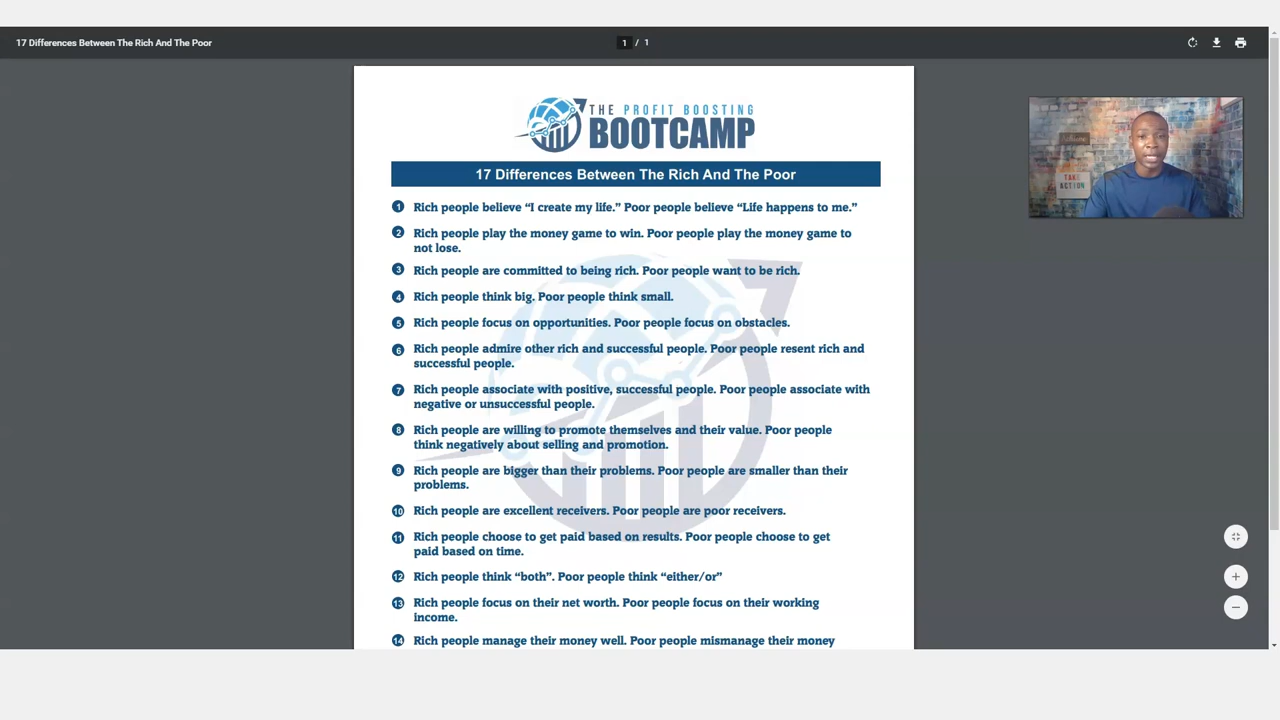 17 Differences Between The Rich And The Poor
1 / 1
THE PROFIT BOOSTING
BOOTCAMP
17 Differences Between The Rich And The Poor
1 Rich people believe “I create my life.” Poor people believe “Life happens to me.”
2 Rich people play the money game to win. Poor people play the money game to
not lose.
3 Rich people are committed to being rich. Poor people want to be rich.
4 Rich people think big. Poor people think small.
5 Rich people focus on opportunities. Poor people focus on obstacles.
6 Rich people admire other rich and successful people. Poor people resent rich and
successful people.
7 Rich people associate with positive, successful people. Poor people associate with
negative or unsuccessful people.
8 Rich people are willing to promote themselves and their value. Poor people
think negatively about selling and promotion.
9 Rich people are bigger than their problems. Poor people are smaller than their
problems.
10 Rich people are excellent receivers. Poor people are poor receivers.
11 Rich people choose to get paid based on results. Poor people choose to get
paid based on time.
12 Rich people think “both”. Poor people think “either/or”
13 Rich people focus on their net worth. Poor people focus on their working
income.
14 Rich people manage their money well. Poor people mismanage their money
TAKE
ACTION